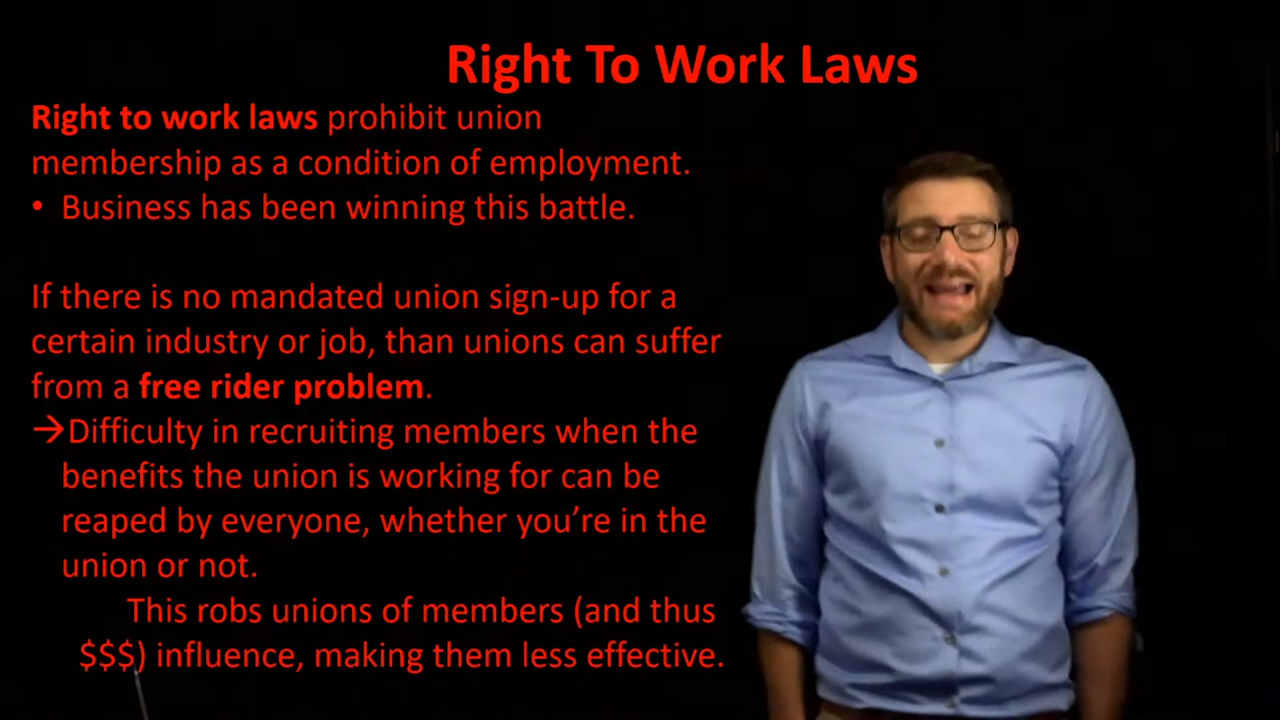 Right To Work Laws
Right to work laws prohibit union
membership as a condition of employment.
• Business has been winning this battle.
If there is no mandated union sign-up for a
certain industry or job, than unions can suffer
from a free rider problem.
→Difficulty in recruiting members when the
benefits the union is working for can be
reaped by everyone, whether you’re in the
union or not.
This robs unions of members (and thus
$$$) influence, making them less effective.